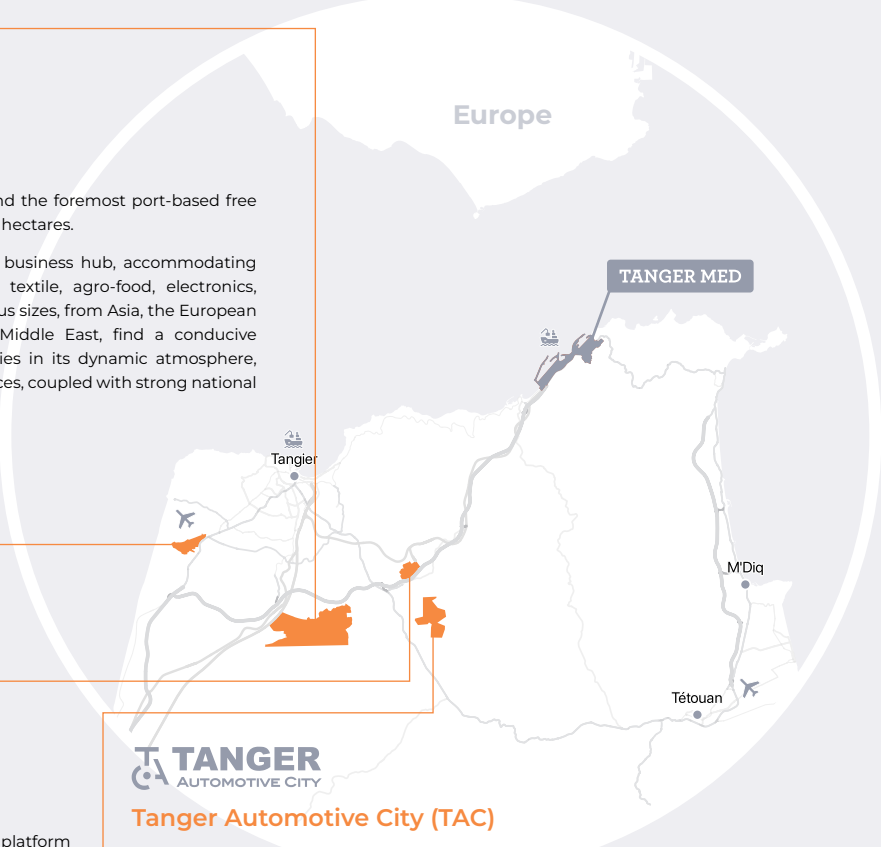 Europe
nd the foremost port-based free
hectares.
business hub, accommodating
textile, agro-food, electronics,
us sizes, from Asia, the European
Middle East, find a conducive
ies in its dynamic atmosphere,
ces, coupled with strong national
TANGER MED
Tangier
M'Diq
Tétouan
TANGER
AUTOMOTIVE CITY
Tanger Automotive City (TAC)
platform